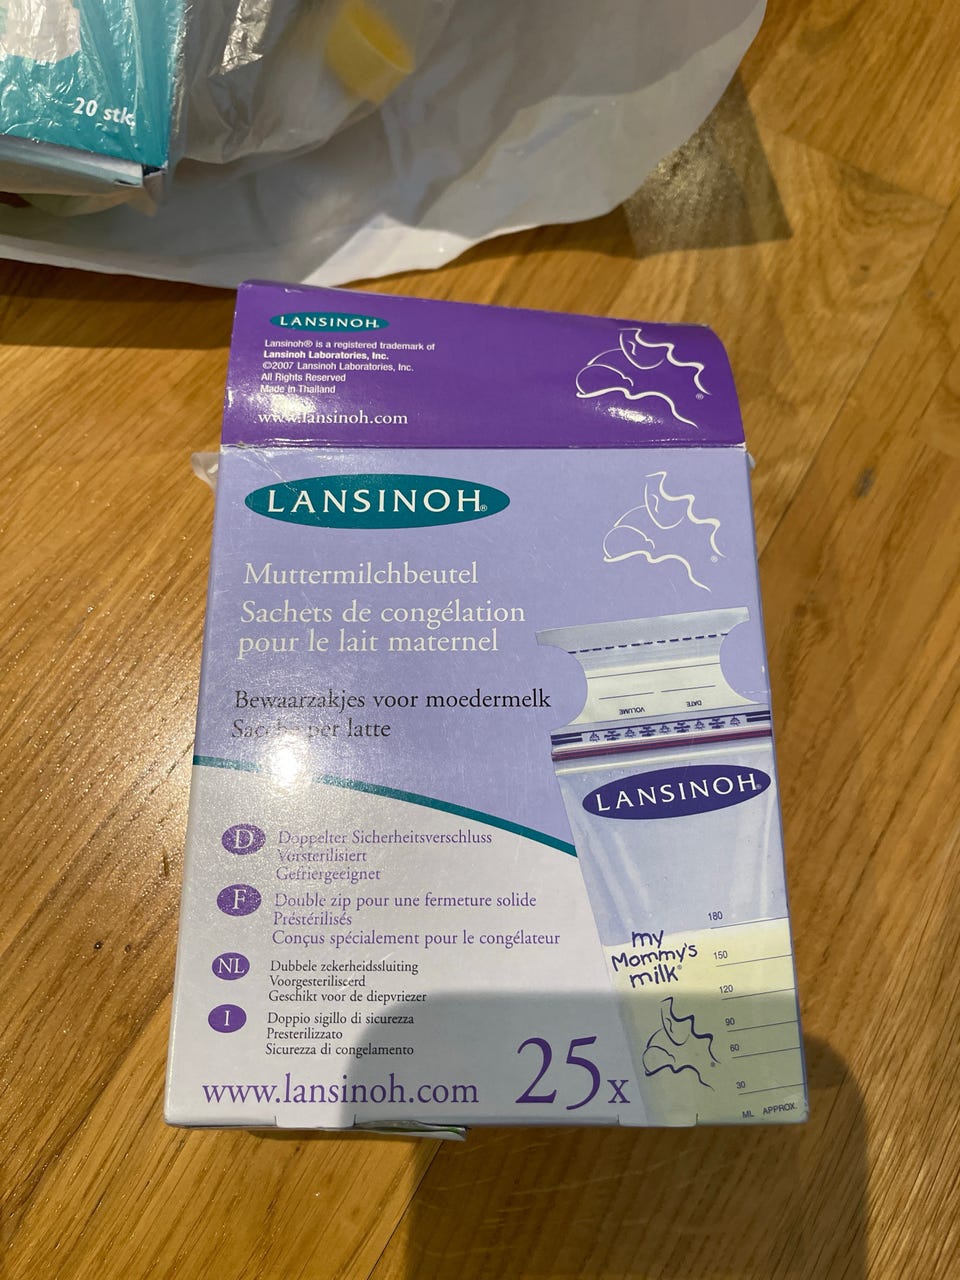 20 stk.
LANSINOH®
Lansinoh® is a registered trademark of
Lansinoh Laboratories, Inc.
©2007 Lansinoh Laboratories, Inc.
All Rights Reserved
Made in Thailand
www.lansinoh.com
®
LANSINOH®
®
Muttermilchbeutel
Sachets de congélation
pour le lait maternel
Bewaarzakjes voor moedermelk
Sacche per latte
VOLUME DATE
LANSINOH®
D Doppelter Sicherheitsverschluss
Vorsterilisiert
Gefriergeeignet
F Double zip pour une fermeture solide
Préstérilisés
Conçus spécialement pour le congélateur
NL Dubbele zekerheidssluiting
Voorgesteriliseerd
Geschikt voor de diepvriezer
I Doppio sigillo di sicurezza
Presterilizzato
Sicurezza di congelamento
my
Mommy's
milk®
®
180
150
120
90
60
30
ML APPROX.
www.lansinoh.com
25x